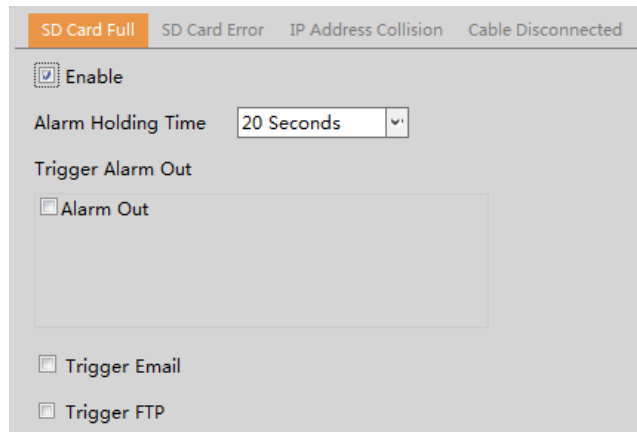 SD Card Full SD Card Error IP Address Collision Cable Disconnected
Enable
Alarm Holding Time 20 Seconds
Trigger Alarm Out
Alarm Out
Trigger Email
Trigger FTP